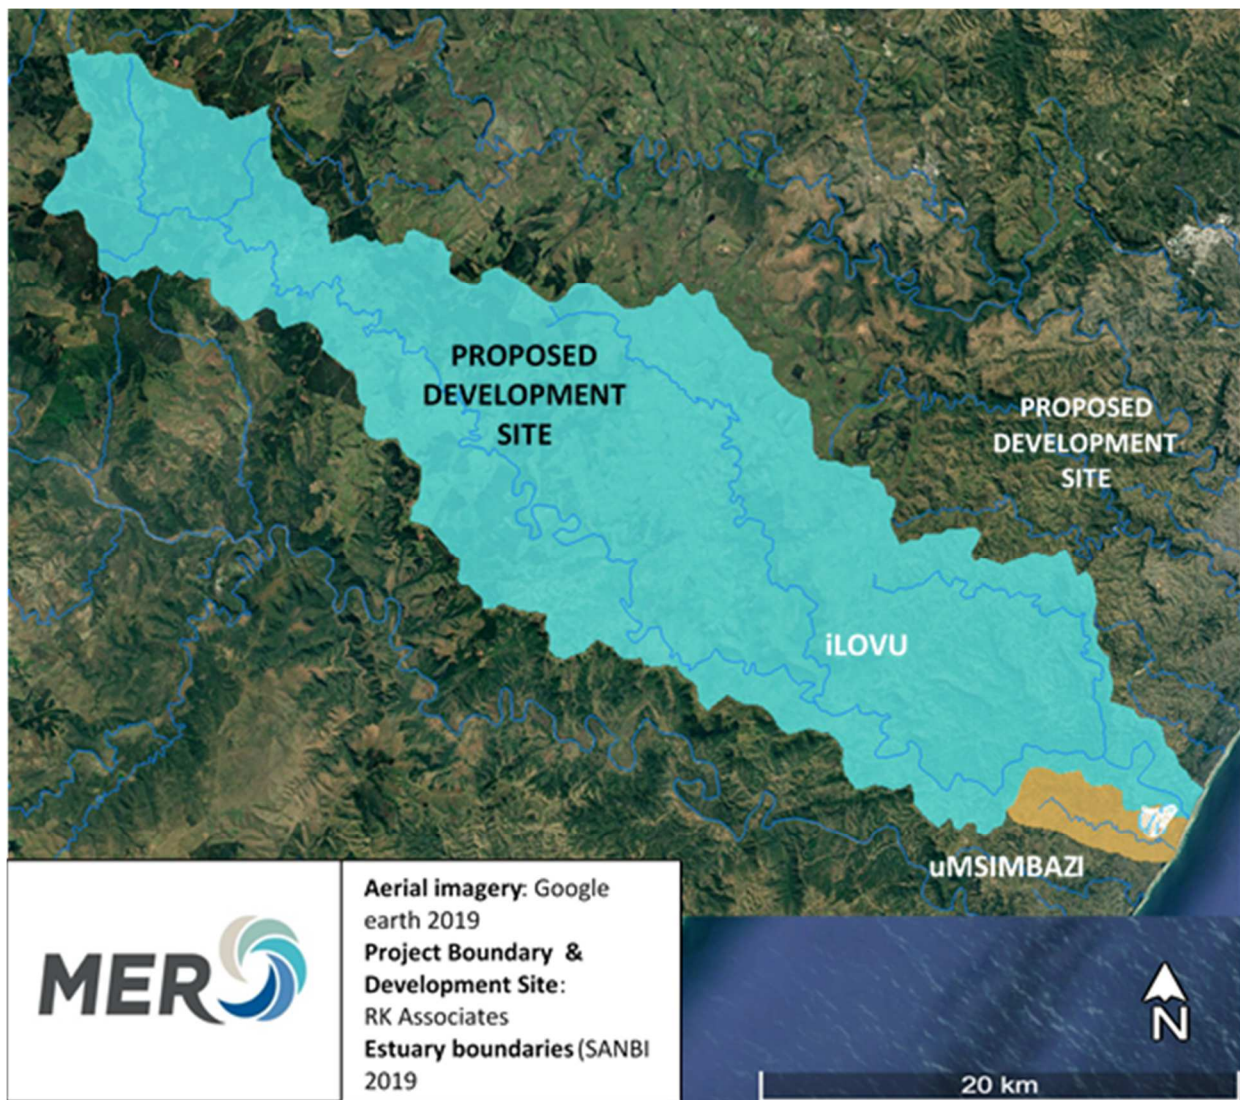 PROPOSED
DEVELOPMENT
SITE
PROPOSED
DEVELOPMENT
SITE
iLOVU
uMSIMBAZI
MER
Aerial imagery: Google
earth 2019
Project Boundary &
Development Site:
RK Associates
Estuary boundaries (SANBI
2019
N
20 km